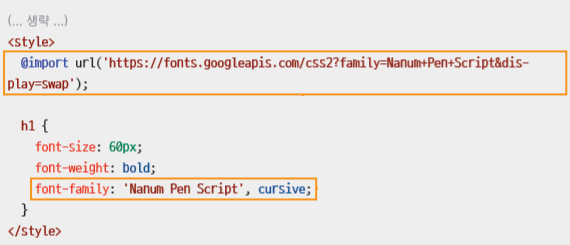 (... 생략 ...)
<style>
@import url('https://fonts.googleapis.com/css2?family=Nanum+Pen+Script&dis-
play=swap');
h1 {
font-size: 60px;
font-weight: bold;
font-family: 'Nanum Pen Script', cursive;
}
</style>